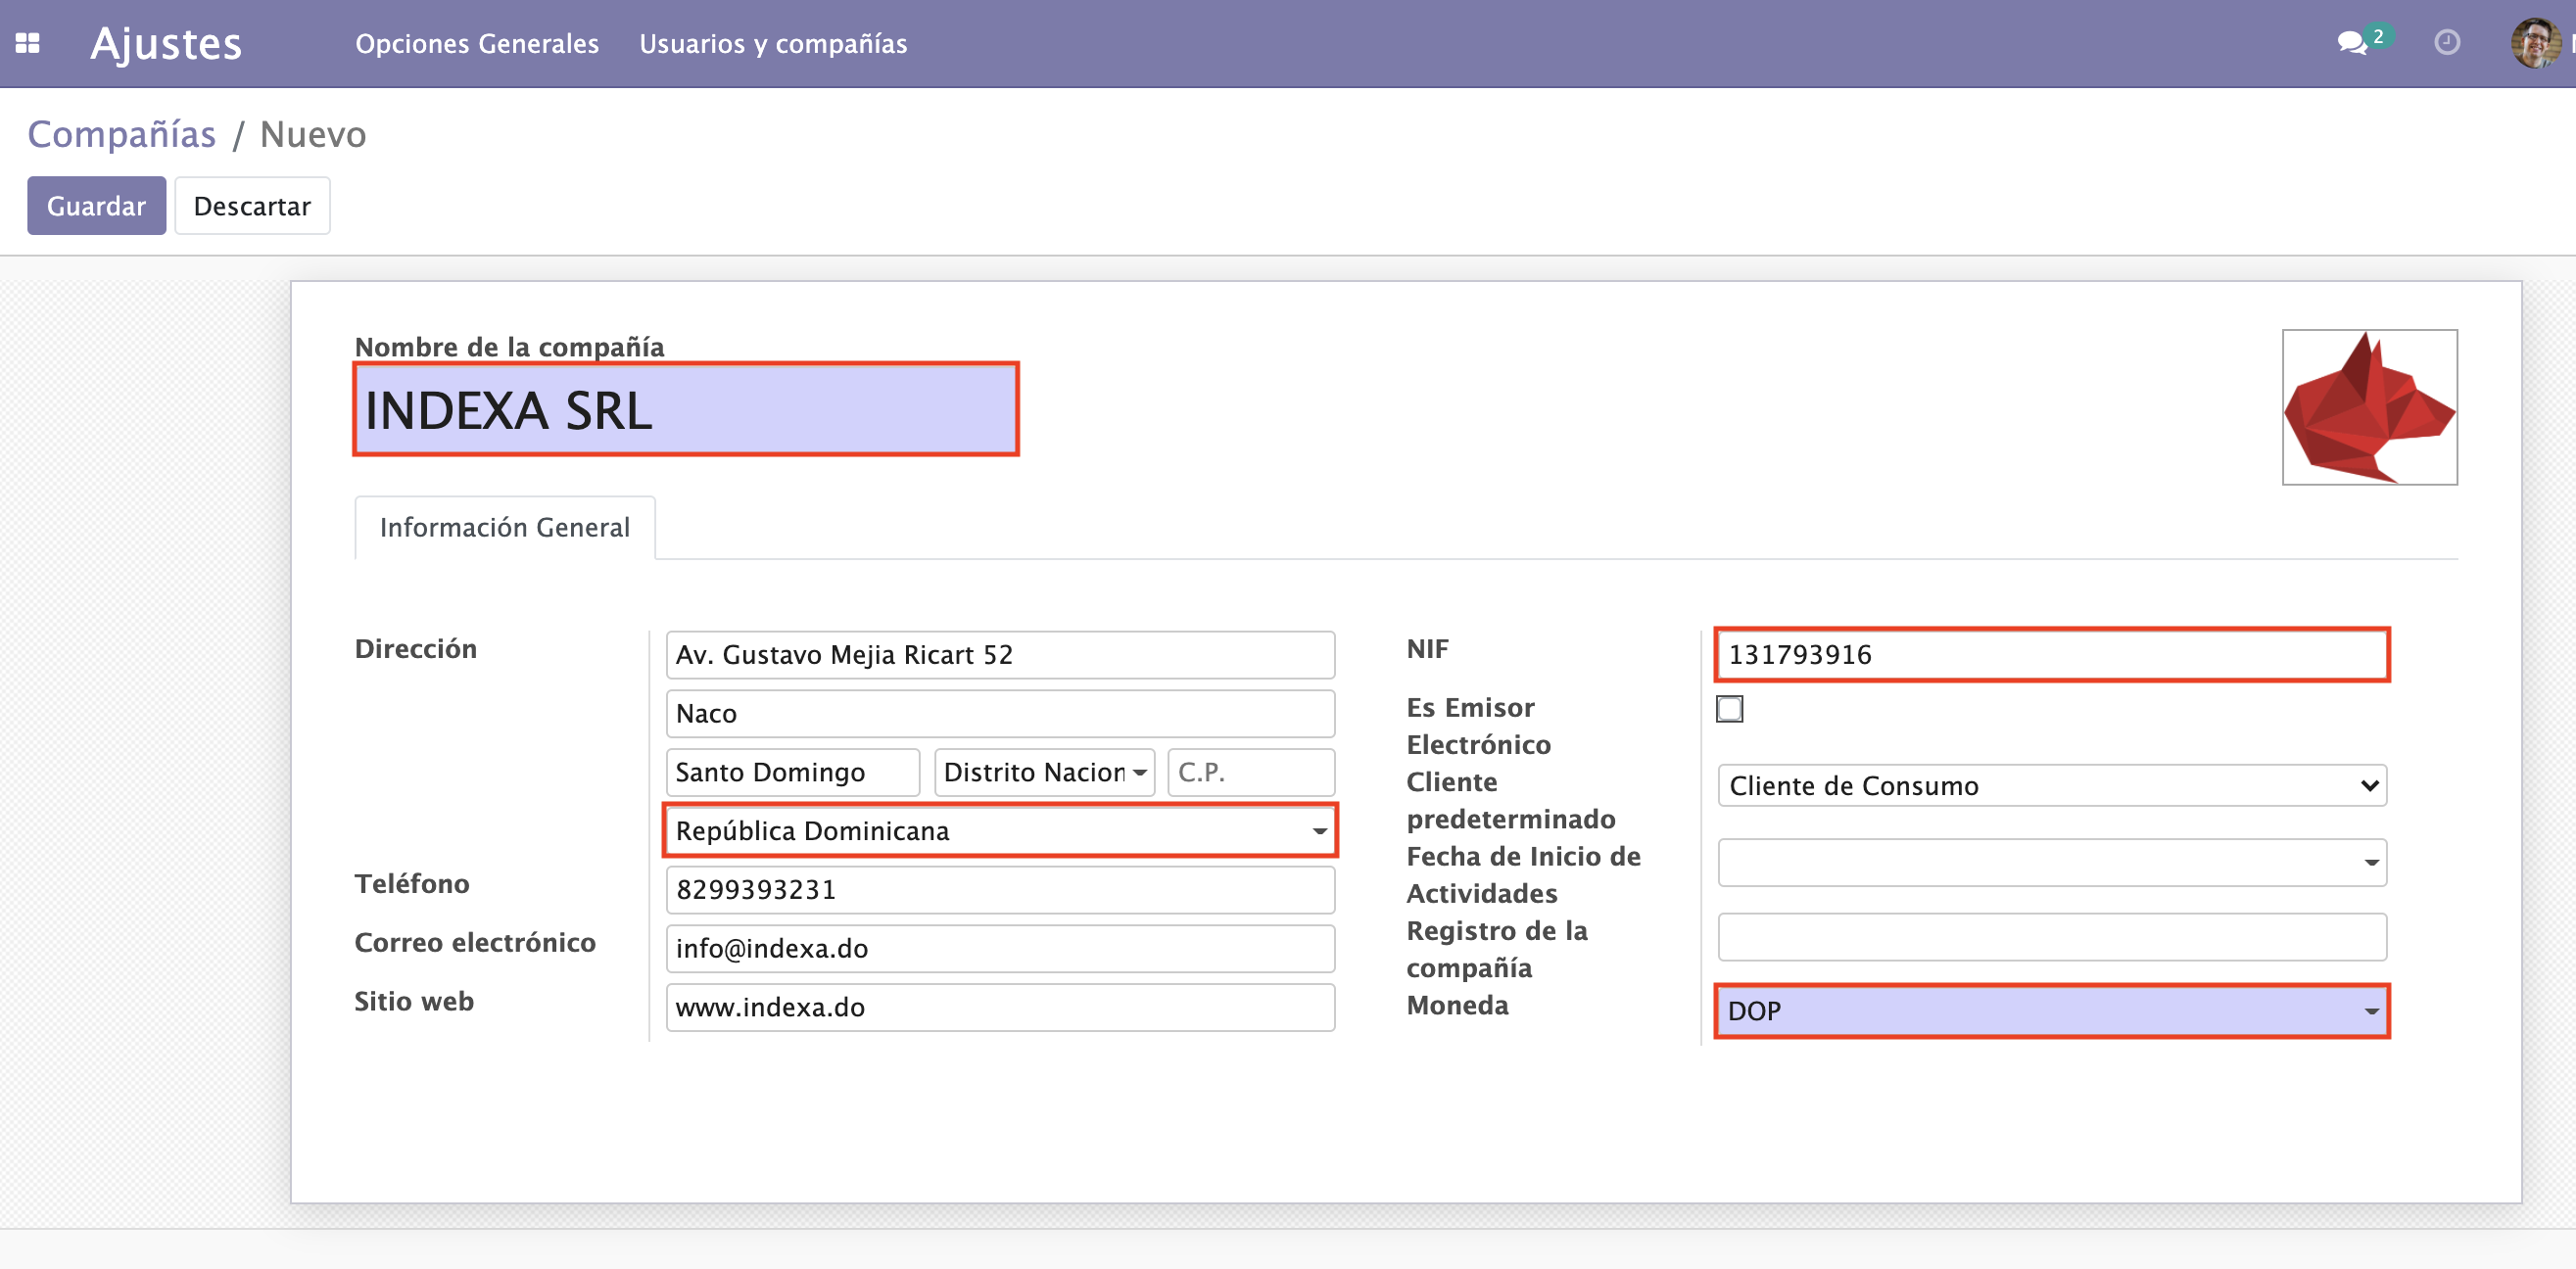 Ajustes
Opciones Generales
Usuarios y compañías
2
Compañías / Nuevo
Guardar
Descartar
Nombre de la compañía
INDEXA SRL
Información General
Dirección
Av. Gustavo Mejia Ricart 52
Naco
Santo Domingo
Distrito Nacion
C.P.
República Dominicana
Teléfono
8299393231
Correo electrónico
info@indexa.do
Sitio web
www.indexa.do
NIF
131793916
Es Emisor
Electrónico
Cliente
predeterminado
Cliente de Consumo
Fecha de Inicio de
Actividades
Registro de la
compañía
Moneda
DOP